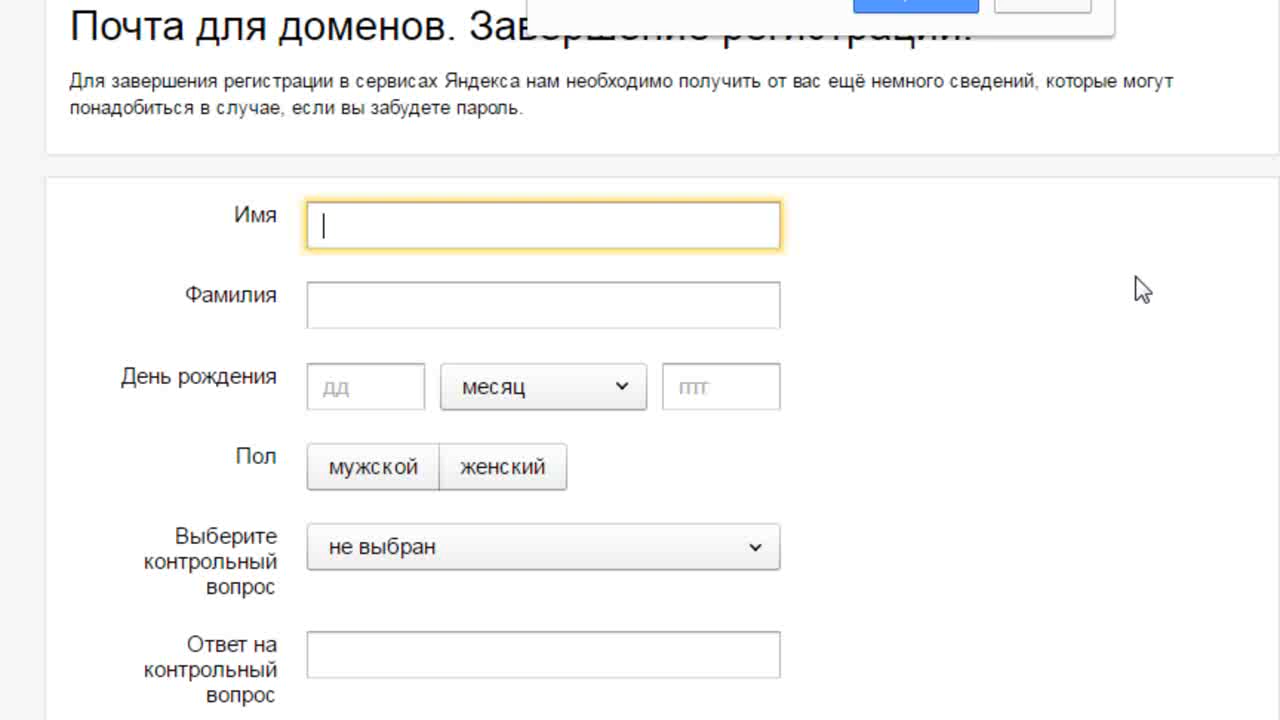 Почта для доменов. Завершение регистрации.
Для завершения регистрации в сервисах Яндекса нам необходимо получить от вас ещё немного сведений, которые могут
понадобиться в случае, если вы забудете пароль.
Имя
Фамилия
День рождения
дд
месяц
гггг
Пол
мужской
женский
Выберите
контрольный
вопрос
не выбран
Ответ на
контрольный
вопрос